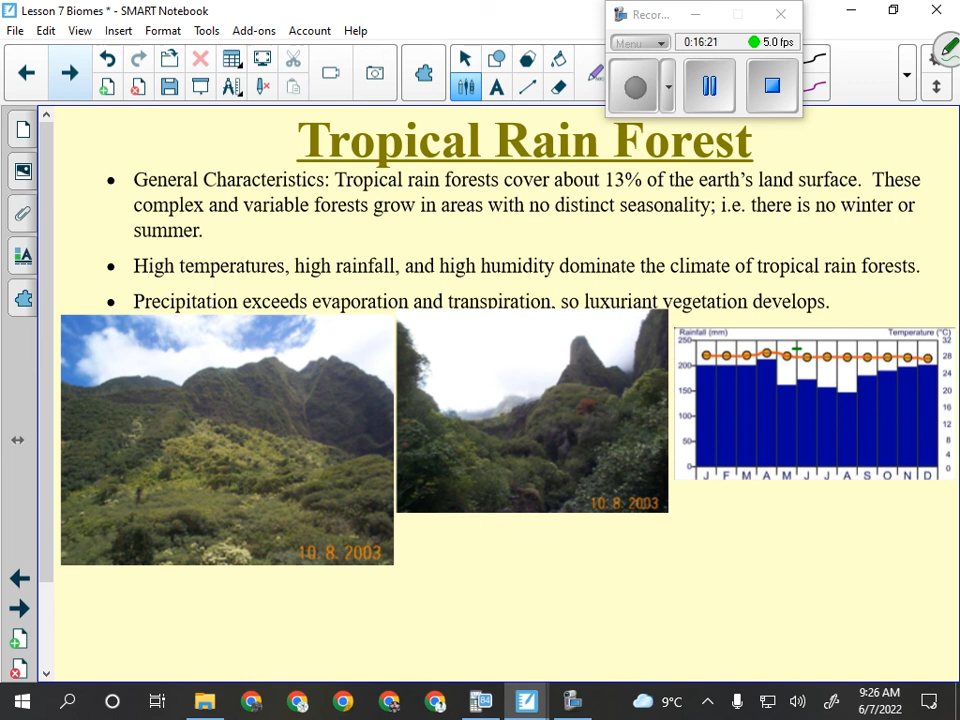 Lesson 7 Biomes * - SMART Notebook
Recor...
File Edit View Insert Format Tools Add-ons Account Help
Menu
0:16:21
5.0 fps
Tropical Rain Forest
• General Characteristics: Tropical rain forests cover about 13% of the earth's land surface. These
complex and variable forests grow in areas with no distinct seasonality; i.e. there is no winter or
summer.
• High temperatures, high rainfall, and high humidity dominate the climate of tropical rain forests.
• Precipitation exceeds evaporation and transpiration, so luxuriant vegetation develops.
10. 8. 2003
10. 8. 2003
Rainfall (mm) Temperature (°C)
250 32
28
200 24
150 20
16
100 12
50 8
4
0 0
J F M A M J J A S O N D
84
9°C
9:26 AM
6/7/2022